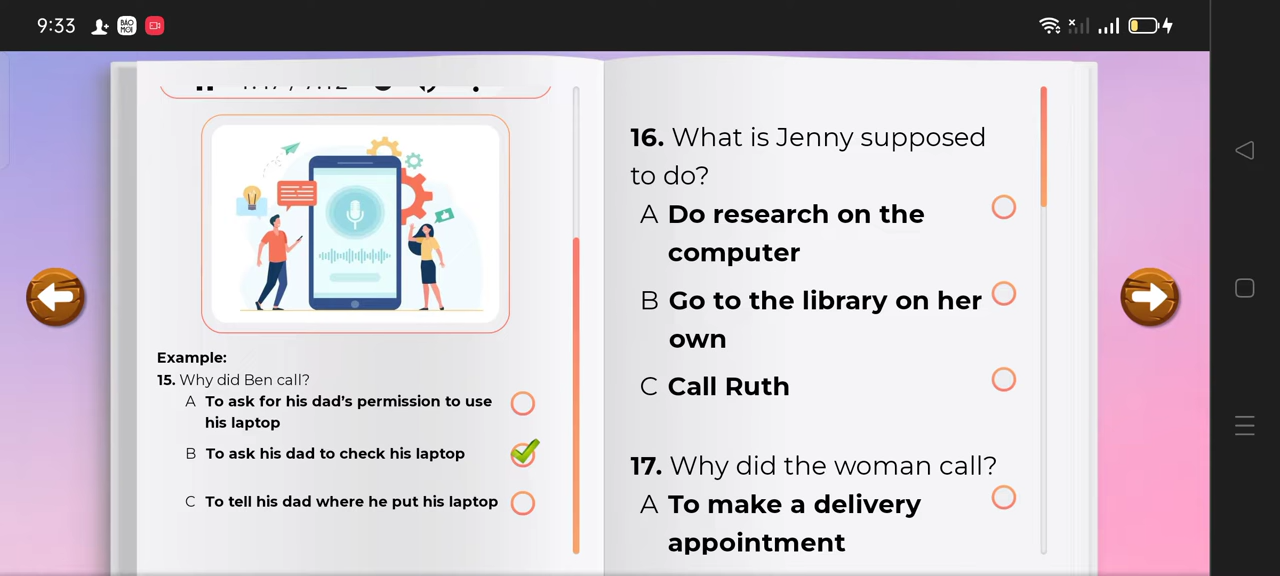 9:33
BÁO
MỚI
Example:
15. Why did Ben call?
A To ask for his dad's permission to use
his laptop
B To ask his dad to check his laptop
C To tell his dad where he put his laptop
16. What is Jenny supposed
to do?
A Do research on the
computer
B Go to the library on her
own
C Call Ruth
17. Why did the woman call?
A To make a delivery
appointment